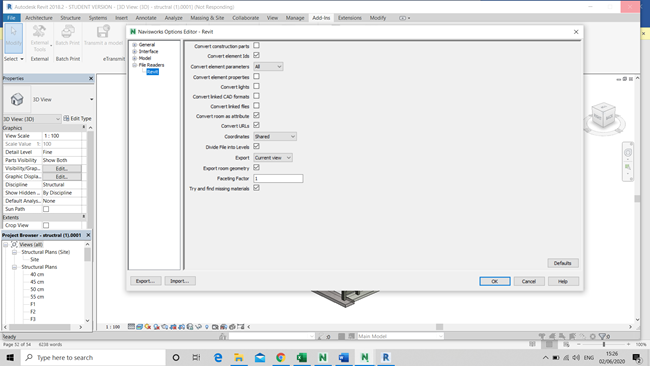 Autodesk Revit 2018.2 - STUDENT VERSION - [3D View: {3D} - structral (1).0001] (Not Responding)
File Architecture Structure Systems Insert Annotate Analyze Massing & Site Collaborate View Manage Add-Ins Extensions Modify
Modify External Tools Batch Print Transmit a model
Select External Batch Print eTransmit
Navisworks Options Editor - Revit
General
Interface
Model
File Readers
Revit
Convert construction parts
Convert element Ids
Convert element parameters All
Convert element properties
Convert lights
Convert linked CAD formats
Convert linked files
Convert room as attribute
Convert URLs
Coordinates Shared
Divide File into Levels
Export Current view
Export room geometry
Faceting Factor 1
Try and find missing materials
Defaults
Export... Import... OK Cancel Help
Properties
3D View
3D View: {3D} Edit Type
Graphics
View Scale 1 : 100
Scale Value 1: 100
Detail Level Fine
Parts Visibility Show Both
Visibility/Grap... Edit...
Graphic Displa... Edit...
Discipline Structural
Show Hidden ... By Discipline
Default Analys... None
Sun Path
Extents
Crop View
Project Browser - structral (1).0001
Views (all)
Structural Plans (Site)
Site
Structural Plans
40 cm
45 cm
50 cm
55 cm
F1
F2
F3
1 : 100
Ready Main Model
Page 52 of 54 6238 words 100%
Type here to search ENG 15:26
02/06/2020